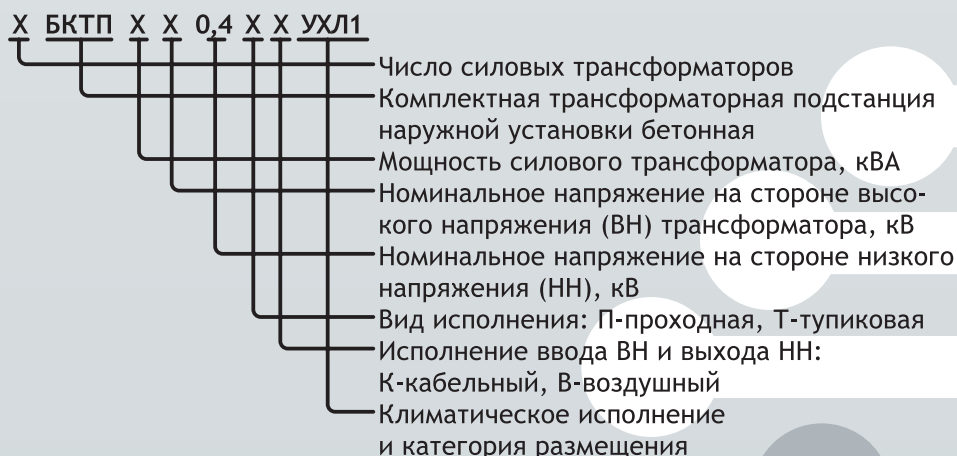 Х БКТП Х Х 0,4 Х Х УХЛ1
Число силовых трансформаторов
Комплектная трансформаторная подстанция
наружной установки бетонная
Мощность силового трансформатора, кВА
Номинальное напряжение на стороне высо-
кого напряжения (ВН) трансформатора, кВ
Номинальное напряжение на стороне низкого
напряжения (НН), кВ
Вид исполнения: П-проходная, Т-тупиковая
Исполнение ввода ВН и выхода НН:
К-кабельный, В-воздушный
Климатическое исполнение
и категория размещения